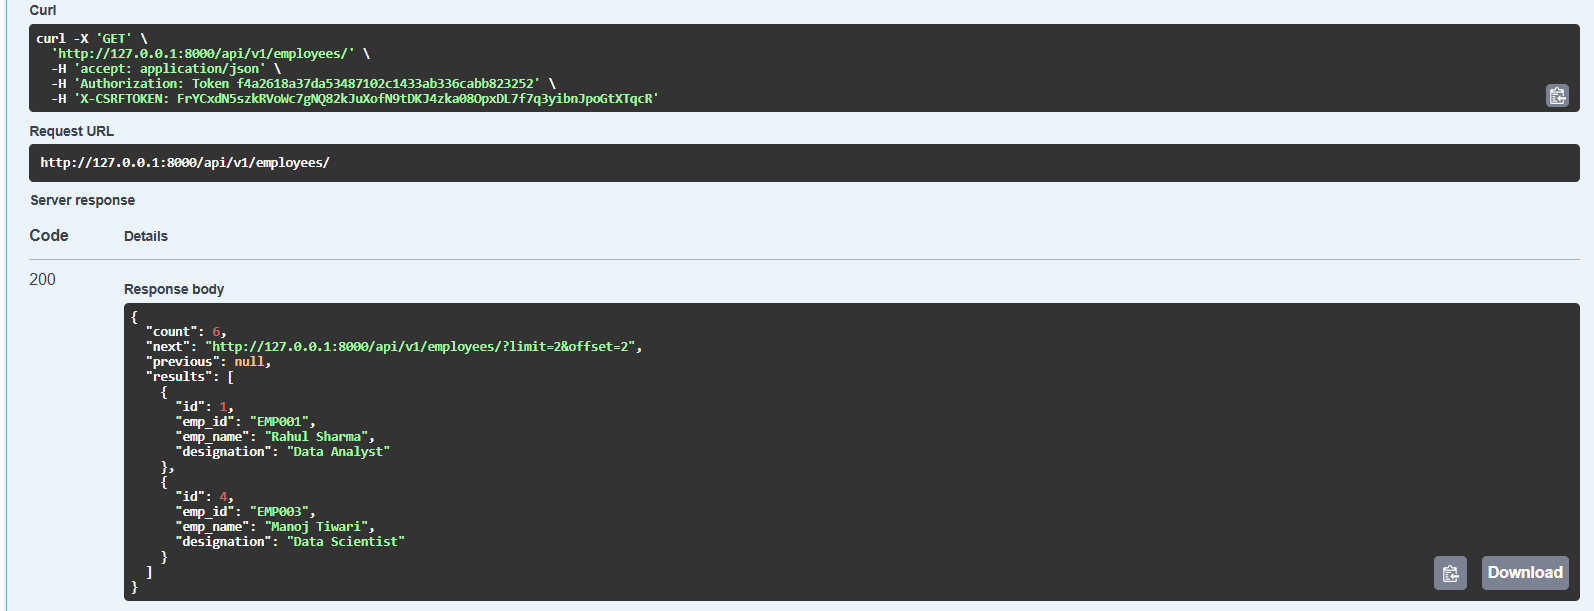 Curl
curl -X 'GET' \
  'http://127.0.0.1:8000/api/v1/employees/' \
  -H 'accept: application/json' \
  -H 'Authorization: Token f4a2618a37da53487102c1433ab336cabb823252' \
  -H 'X-CSRFTOKEN: FrYCxdN5szkRVoWc7gNQ82kJuXofN9tDKJ4zka08OpxDL7f7q3yibnJpoGtXTqcR'
Request URL
http://127.0.0.1:8000/api/v1/employees/
Server response
Code Details
200
Response body
{
  "count": 6,
  "next": "http://127.0.0.1:8000/api/v1/employees/?limit=2&offset=2",
  "previous": null,
  "results": [
    {
      "id": 1,
      "emp_id": "EMP001",
      "emp_name": "Rahul Sharma",
      "designation": "Data Analyst"
    },
    {
      "id": 4,
      "emp_id": "EMP003",
      "emp_name": "Manoj Tiwari",
      "designation": "Data Scientist"
    }
  ]
}
Download